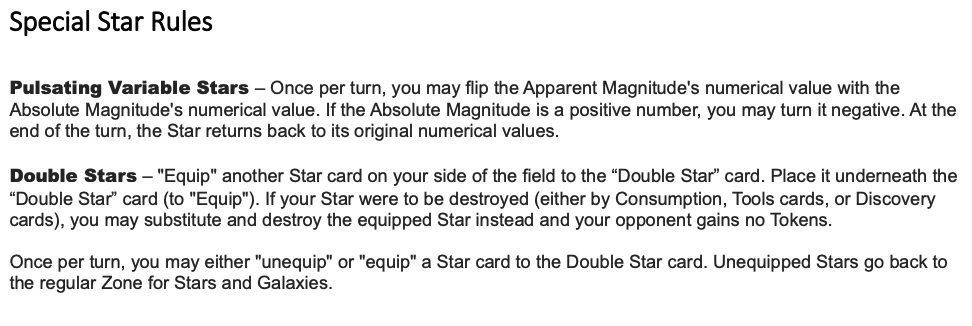 Special Star Rules
Pulsating Variable Stars – Once per turn, you may flip the Apparent Magnitude's numerical value with the
Absolute Magnitude's numerical value. If the Absolute Magnitude is a positive number, you may turn it negative. At the
end of the turn, the Star returns back to its original numerical values.
Double Stars – "Equip" another Star card on your side of the field to the “Double Star” card. Place it underneath the
“Double Star” card (to "Equip"). If your Star were to be destroyed (either by Consumption, Tools cards, or Discovery
cards), you may substitute and destroy the equipped Star instead and your opponent gains no Tokens.
Once per turn, you may either "unequip" or "equip" a Star card to the Double Star card. Unequipped Stars go back to
the regular Zone for Stars and Galaxies.